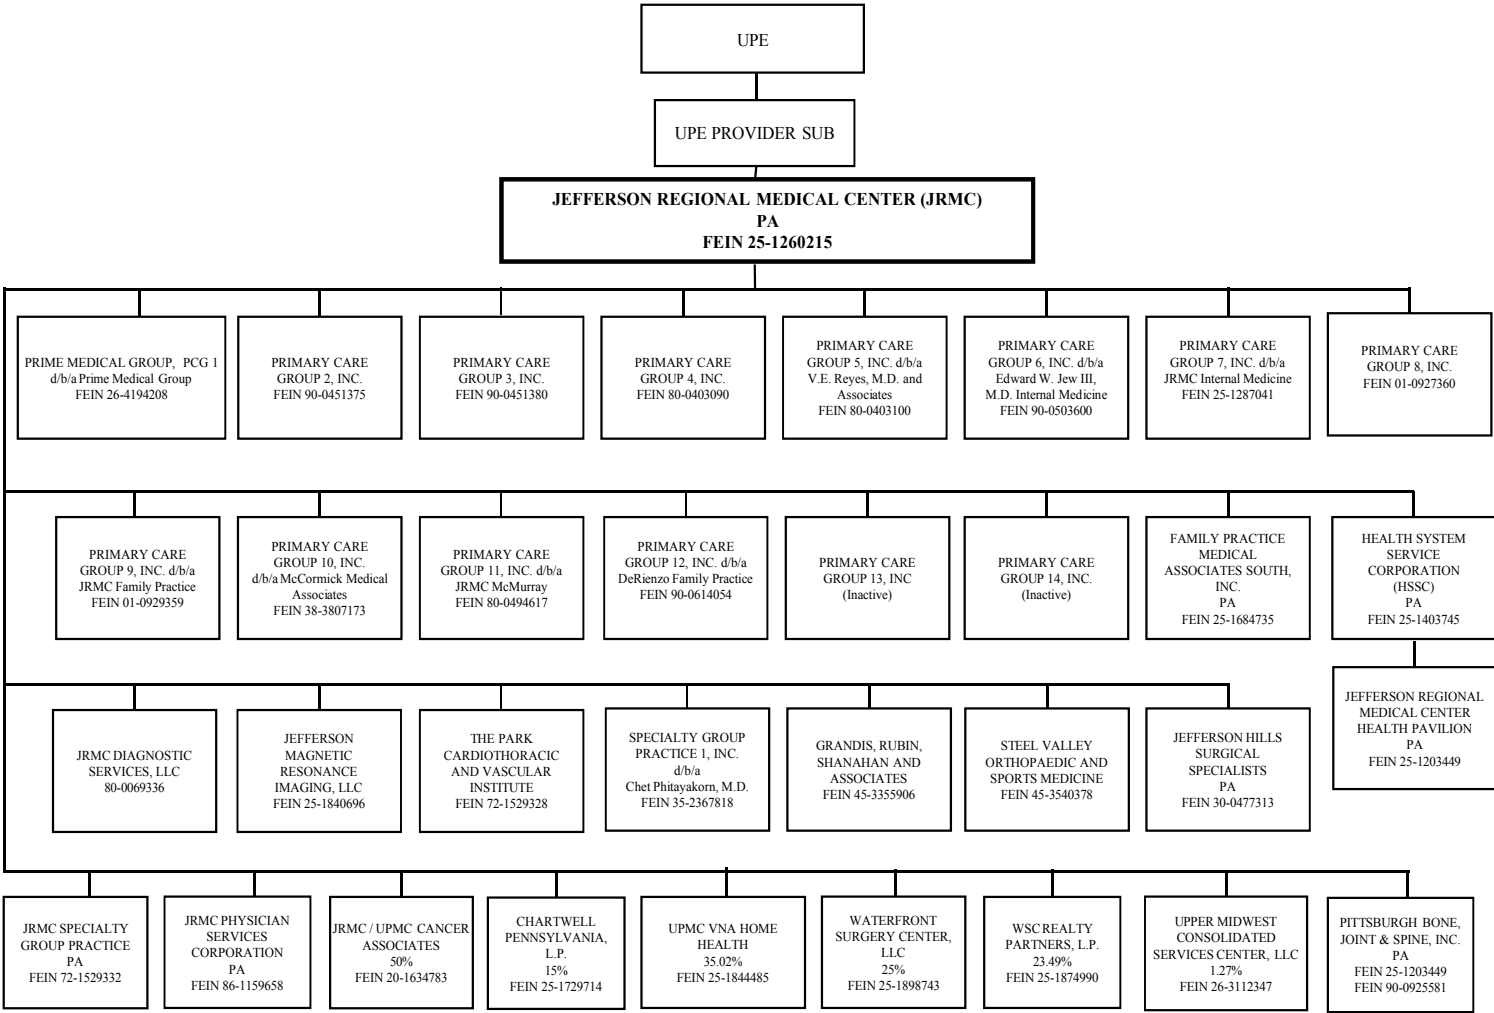 UPE
UPE PROVIDER SUB
JEFFERSON REGIONAL MEDICAL CENTER (JRMC)
PA
FEIN 25-1260215
PRIME MEDICAL GROUP, PCG 1
d/b/a Prime Medical Group
FEIN 26-4194208
PRIMARY CARE
GROUP 2, INC.
FEIN 90-0451375
PRIMARY CARE
GROUP 3, INC.
FEIN 90-0451380
PRIMARY CARE
GROUP 4, INC.
FEIN 80-0403090
PRIMARY CARE
GROUP 5, INC. d/b/a
V.E. Reyes, M.D. and
Associates
FEIN 80-0403100
PRIMARY CARE
GROUP 6, INC. d/b/a
Edward W. Jew III,
M.D. Internal Medicine
FEIN 90-0503600
PRIMARY CARE
GROUP 7, INC. d/b/a
JRMC Internal Medicine
FEIN 25-1287041
PRIMARY CARE
GROUP 8, INC.
FEIN 01-0927360
PRIMARY CARE
GROUP 9, INC. d/b/a
JRMC Family Practice
FEIN 01-0929359
PRIMARY CARE
GROUP 10, INC.
d/b/a McCormick Medical
Associates
FEIN 38-3807173
PRIMARY CARE
GROUP 11, INC. d/b/a
JRMC McMurray
FEIN 80-0494617
PRIMARY CARE
GROUP 12, INC. d/b/a
DeRienzo Family Practice
FEIN 90-0614054
PRIMARY CARE
GROUP 13, INC
(Inactive)
PRIMARY CARE
GROUP 14, INC.
(Inactive)
FAMILY PRACTICE
MEDICAL
ASSOCIATES SOUTH,
INC.
PA
FEIN 25-1684735
HEALTH SYSTEM
SERVICE
CORPORATION
(HSSC)
PA
FEIN 25-1403745
JEFFERSON REGIONAL
MEDICAL CENTER
HEALTH PAVILION
PA
FEIN 25-1203449
JRMC DIAGNOSTIC
SERVICES, LLC
80-0069336
JEFFERSON
MAGNETIC
RESONANCE
IMAGING, LLC
FEIN 25-1840696
THE PARK
CARDIOTHORACIC
AND VASCULAR
INSTITUTE
FEIN 72-1529328
SPECIALTY GROUP
PRACTICE 1, INC.
d/b/a
Chet Phitayakorn, M.D.
FEIN 35-2367818
GRANDIS, RUBIN,
SHANAHAN AND
ASSOCIATES
FEIN 45-3355906
STEEL VALLEY
ORTHOPAEDIC AND
SPORTS MEDICINE
FEIN 45-3540378
JEFFERSON HILLS
SURGICAL
SPECIALISTS
PA
FEIN 30-0477313
JRMC SPECIALTY
GROUP PRACTICE
PA
FEIN 72-1529332
JRMC PHYSICIAN
SERVICES
CORPORATION
PA
FEIN 86-1159658
JRMC / UPMC CANCER
ASSOCIATES
50%
FEIN 20-1634783
CHARTWELL
PENNSYLVANIA,
L.P.
15%
FEIN 25-1729714
UPMC VNA HOME
HEALTH
35.02%
FEIN 25-1844485
WATERFRONT
SURGERY CENTER,
LLC
25%
FEIN 25-1898743
WSC REALTY
PARTNERS, L.P.
23.49%
FEIN 25-1874990
UPPER MIDWEST
CONSOLIDATED
SERVICES CENTER, LLC
1.27%
FEIN 26-3112347
PITTSBURGH BONE,
JOINT & SPINE, INC.
PA
FEIN 25-1203449
FEIN 90-0925581